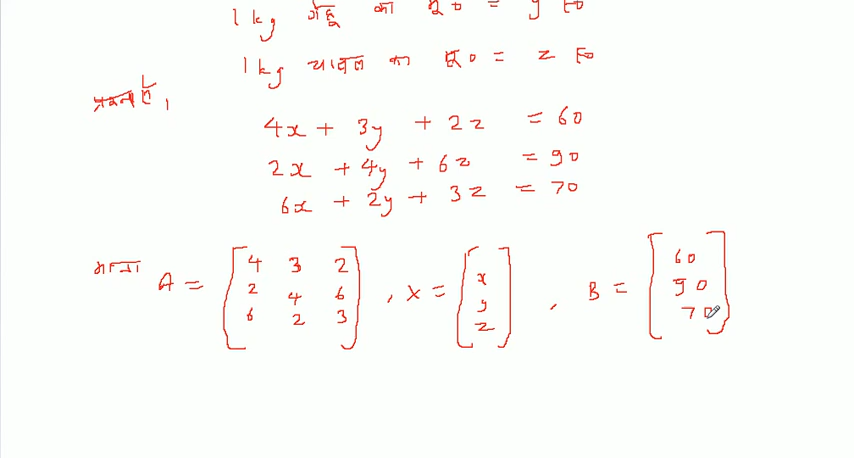 1 kg गेहू का मू० = y रु०
1 kg चावल का मू० = z रु०
4x + 3y + 2z = 60
2x + 4y + 6z = 90
6x + 2y + 3z = 70
माना A = [4 3 2 , X = [x , B = [60
2 4 6 y 90
6 2 3] z] 70]